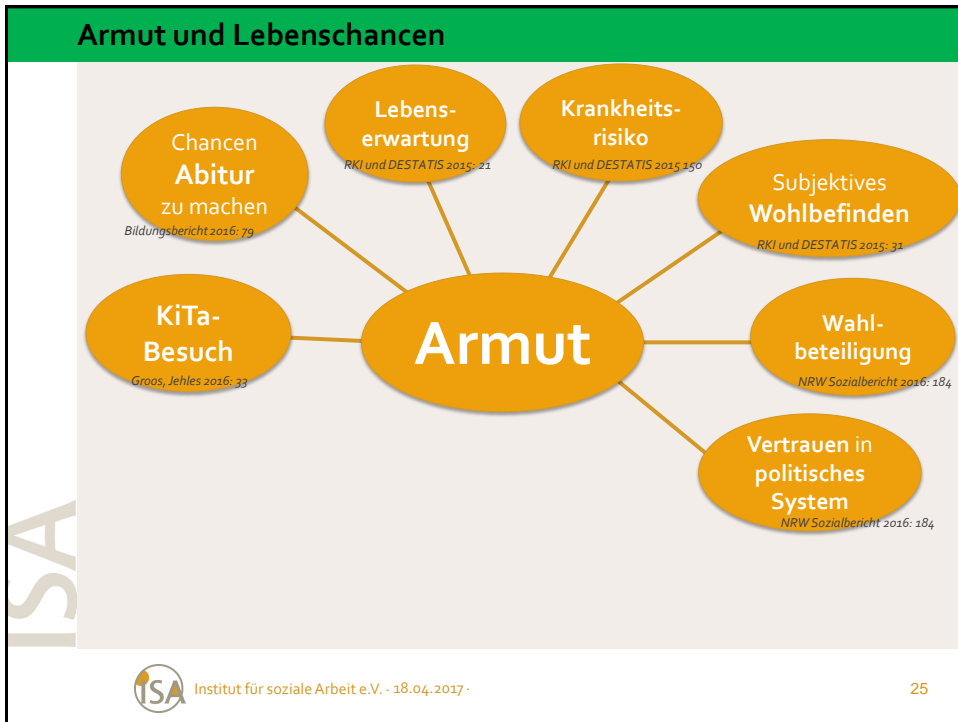 Armut und Lebenschancen
Chancen
Abitur
zu machen
Bildungsbericht 2016: 79
Lebens-
erwartung
RKI und DESTATIS 2015: 21
Krankheits-
risiko
RKI und DESTATIS 2015 150
Subjektives
Wohlbefinden
RKI und DESTATIS 2015: 31
KiTa-
Besuch
Groos, Jehles 2016: 33
Armut
Wahl-
beteiligung
NRW Sozialbericht 2016: 184
Vertrauen in
politisches
System
NRW Sozialbericht 2016: 184
ISA
ISA Institut für soziale Arbeit e.V. · 18.04.2017 · 25